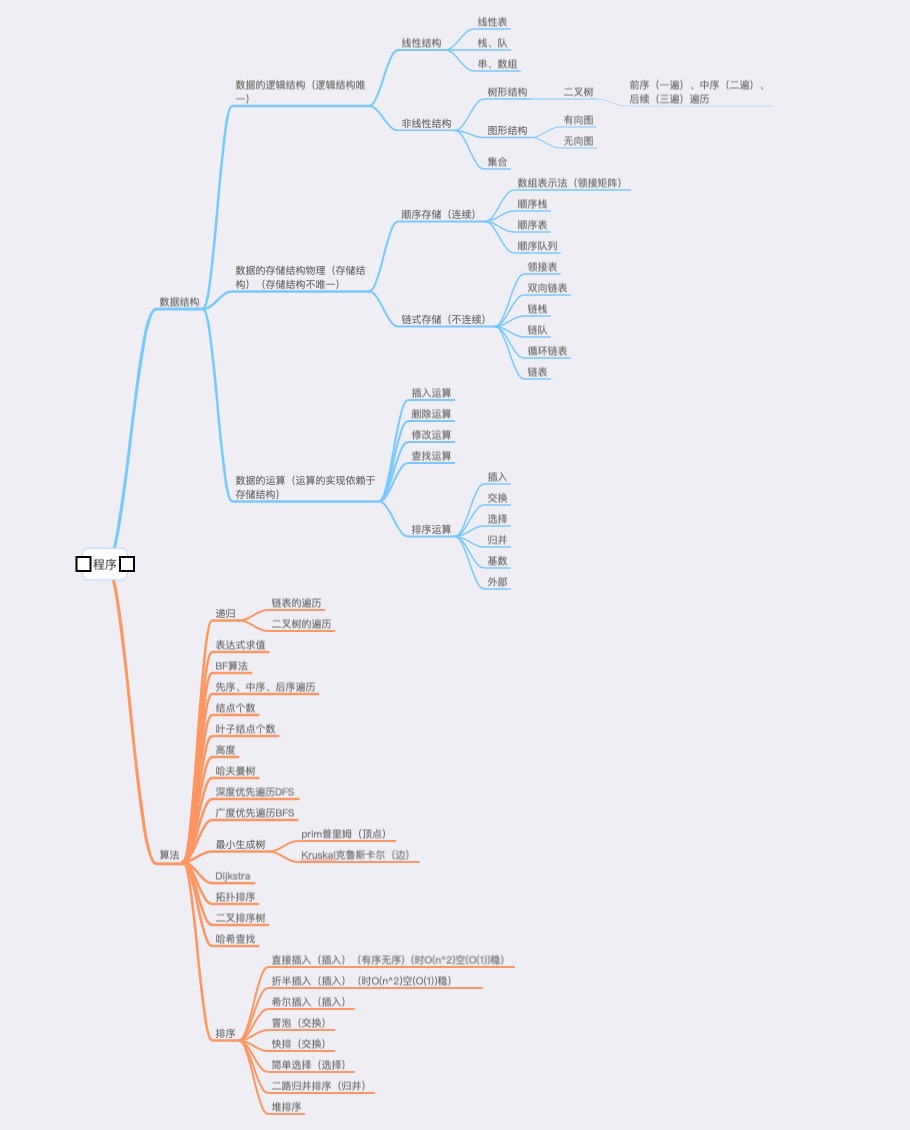 线性表
线性结构
栈、队
串、数组
数据的逻辑结构（逻辑结构唯
一）
树形结构
二叉树
前序（一遍）、中序（二遍）、
后续（三遍）遍历
非线性结构
有向图
图形结构
无向图
集合
数组表示法（领接矩阵）
顺序栈
顺序存储（连续）
顺序表
顺序队列
数据的存储结构物理（存储结
构）（存储结构不唯一）
领接表
双向链表
数据结构
链栈
链式存储（不连续）
链队
循环链表
链表
插入运算
删除运算
修改运算
查找运算
数据的运算（运算的实现依赖于
存储结构）
插入
交换
选择
排序运算
归并
基数
外部
程序
链表的遍历
递归
二叉树的遍历
表达式求值
BF算法
先序、中序、后序遍历
结点个数
叶子结点个数
高度
哈夫曼树
深度优先遍历DFS
广度优先遍历BFS
prim普里姆（顶点）
最小生成树
Kruskal克鲁斯卡尔（边）
算法
Dijkstra
拓扑排序
二叉排序树
哈希查找
直接插入（插入）（有序无序）(时O(n^2)空(O(1))稳）
折半插入（插入）（时O(n^2)空(O(1))稳）
希尔插入（插入）
冒泡（交换）
排序
快排（交换）
简单选择（选择）
二路归并排序（归并）
堆排序